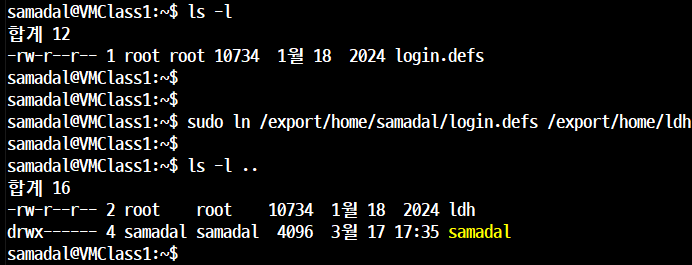 samadal@VMClass1:~$ ls -l
합계 12
-rw-r--r-- 1 root root 10734  1월 18  2024 login.defs
samadal@VMClass1:~$
samadal@VMClass1:~$
samadal@VMClass1:~$ sudo ln /export/home/samadal/login.defs /export/home/ldh
samadal@VMClass1:~$
samadal@VMClass1:~$ ls -l ..
합계 16
-rw-r--r-- 2 root    root    10734  1월 18  2024 ldh
drwx------ 4 samadal samadal  4096  3월 17 17:35 samadal
samadal@VMClass1:~$